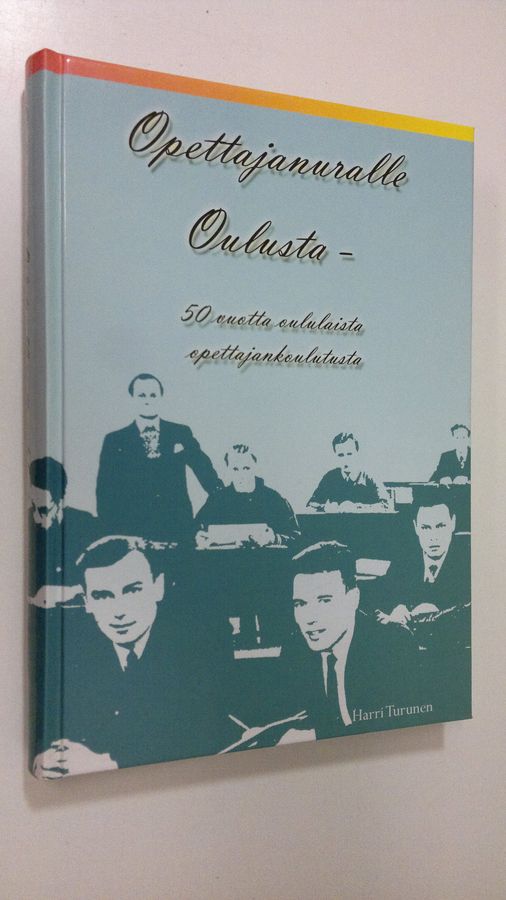 Opettajanuralle
Oulusta –
50 vuotta oululaista
opettajankoulutusta
Harri Turunen